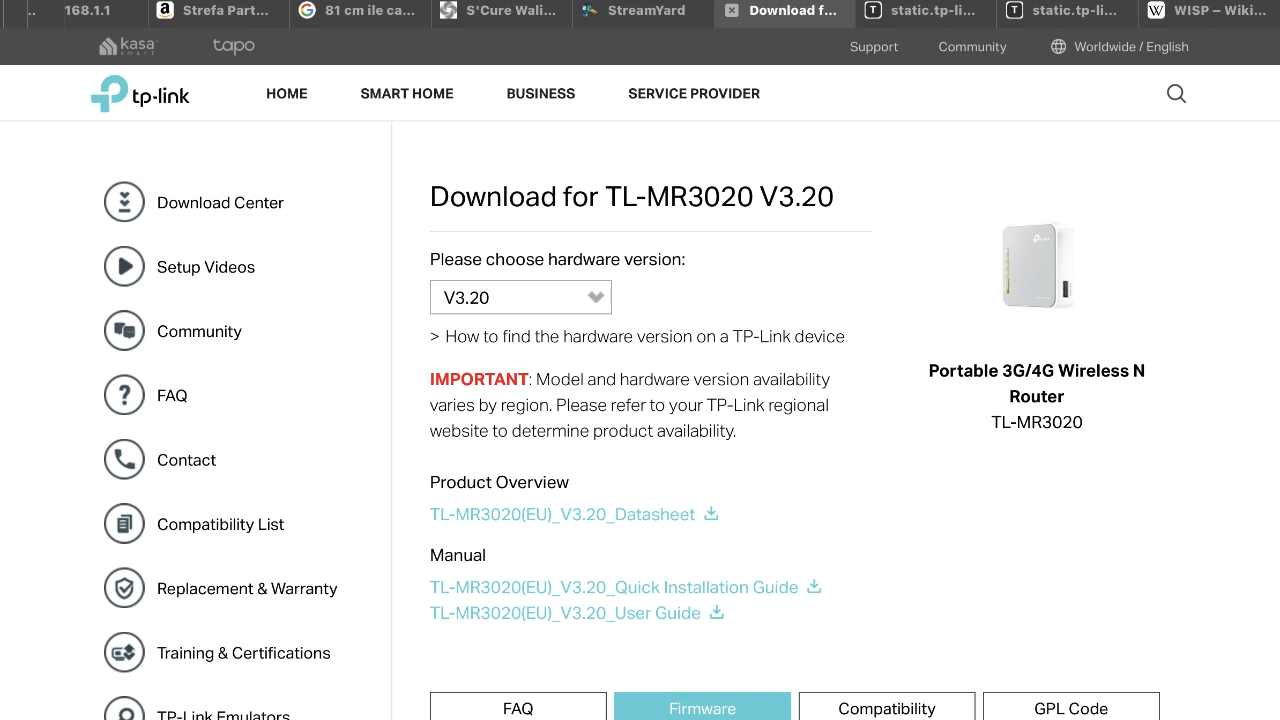 ..
168.1.1
Strefa Part...
81 cm ile ca...
S'Cure Wali...
StreamYard
Download f...
static.tp-li...
static.tp-li...
WISP – Wiki...
kasa
smart
tapo
Support
Community
Worldwide / English
tp-link
HOME
SMART HOME
BUSINESS
SERVICE PROVIDER
Download Center
Setup Videos
Community
FAQ
Contact
Compatibility List
Replacement & Warranty
Training & Certifications
TP-Link Emulators
Download for TL-MR3020 V3.20
Please choose hardware version:
V3.20
> How to find the hardware version on a TP-Link device
IMPORTANT: Model and hardware version availability
varies by region. Please refer to your TP-Link regional
website to determine product availability.
Product Overview
TL-MR3020(EU)_V3.20_Datasheet
Manual
TL-MR3020(EU)_V3.20_Quick Installation Guide
TL-MR3020(EU)_V3.20_User Guide
Portable 3G/4G Wireless N
Router
TL-MR3020
FAQ
Firmware
Compatibility
GPL Code